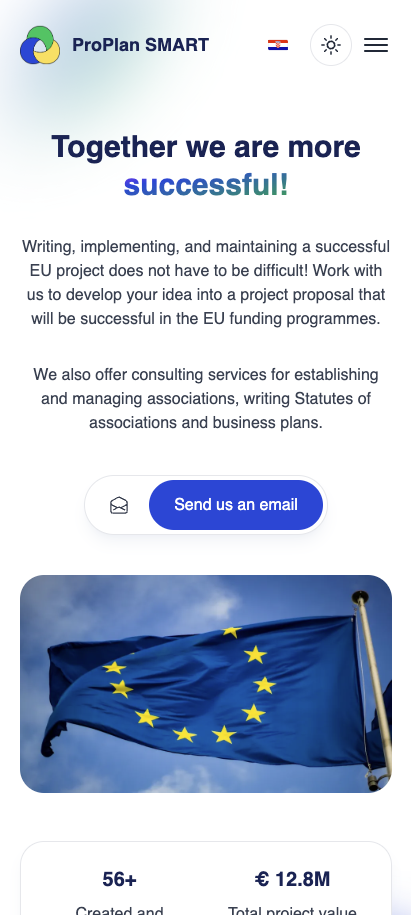 ProPlan SMART
Together we are more
successful!
Writing, implementing, and maintaining a successful
EU project does not have to be difficult! Work with
us to develop your idea into a project proposal that
will be successful in the EU funding programmes.
We also offer consulting services for establishing
and managing associations, writing Statutes of
associations and business plans.
Send us an email
56+
€ 12.8M
Created and
Total project value